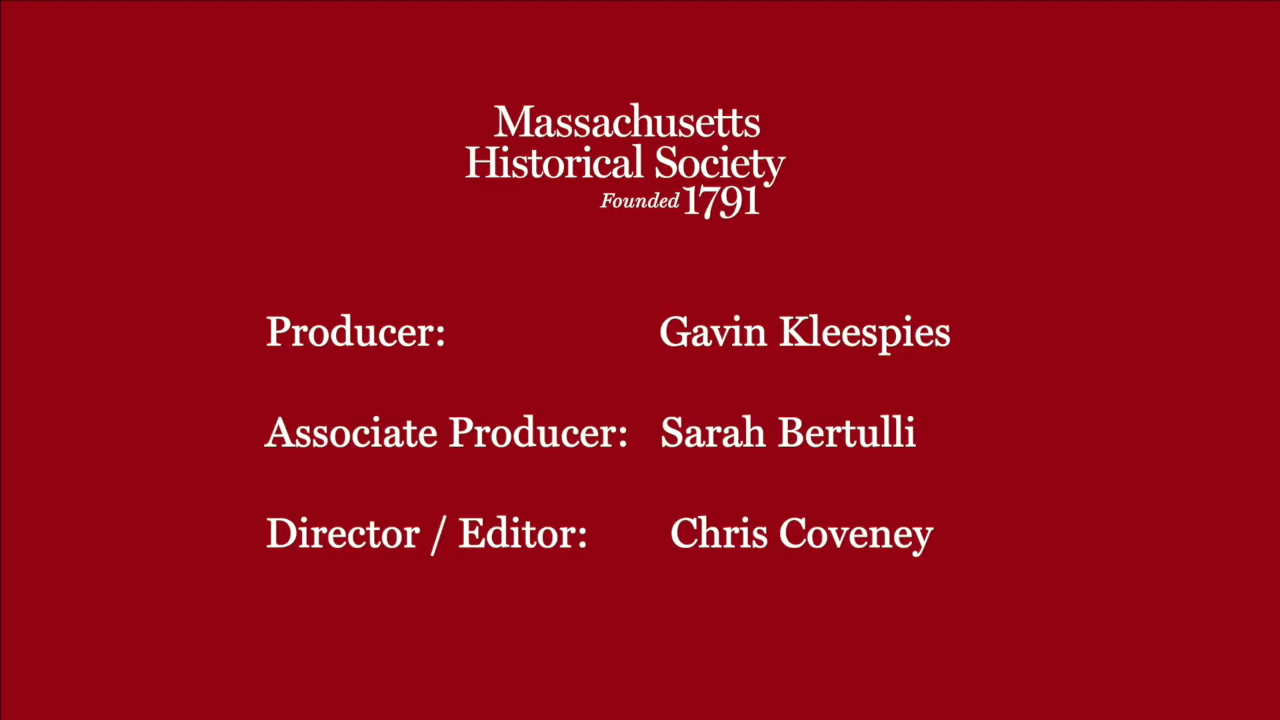 Massachusetts
Historical Society
Founded 1791
Producer: Gavin Kleespies
Associate Producer: Sarah Bertulli
Director / Editor: Chris Coveney